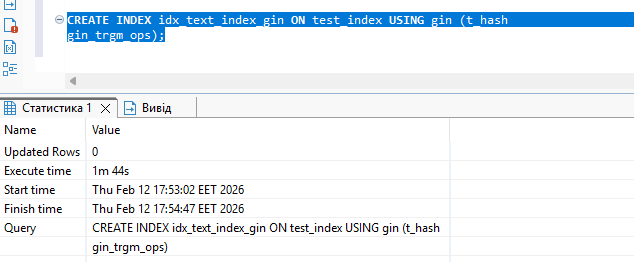 CREATE INDEX idx_text_index_gin ON test_index USING gin (t_hash
gin_trgm_ops);
Статистика 1 Вивід
Name Value
Updated Rows 0
Execute time 1m 44s
Start time Thu Feb 12 17:53:02 EET 2026
Finish time Thu Feb 12 17:54:47 EET 2026
Query CREATE INDEX idx_text_index_gin ON test_index USING gin (t_hash
gin_trgm_ops)